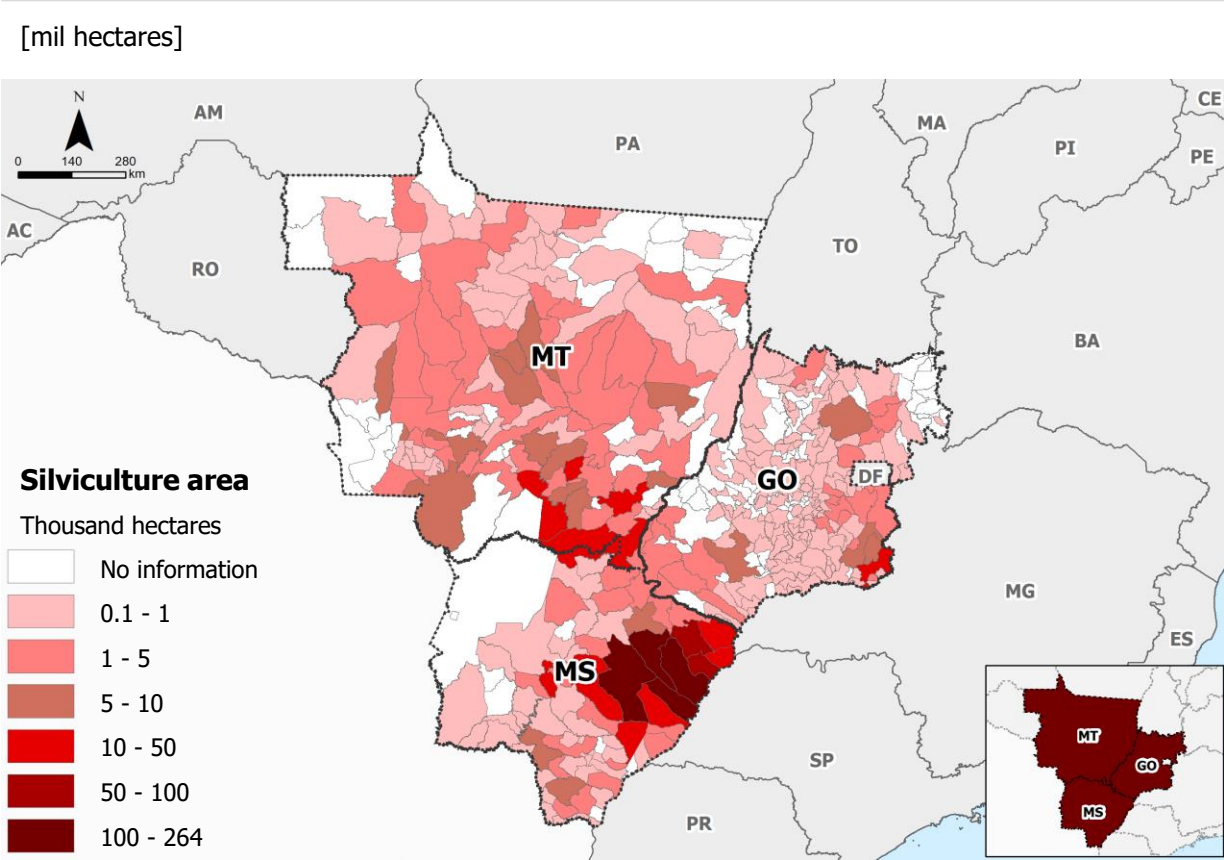 [mil hectares]
N
0 140 280
km
AM
PA
MA
CE
PI
PE
AC
RO
TO
BA
MT
GO
DF
MG
ES
MS
SP
PR
Silviculture area
Thousand hectares
No information
0.1 - 1
1 - 5
5 - 10
10 - 50
50 - 100
100 - 264
MT
GO
MS